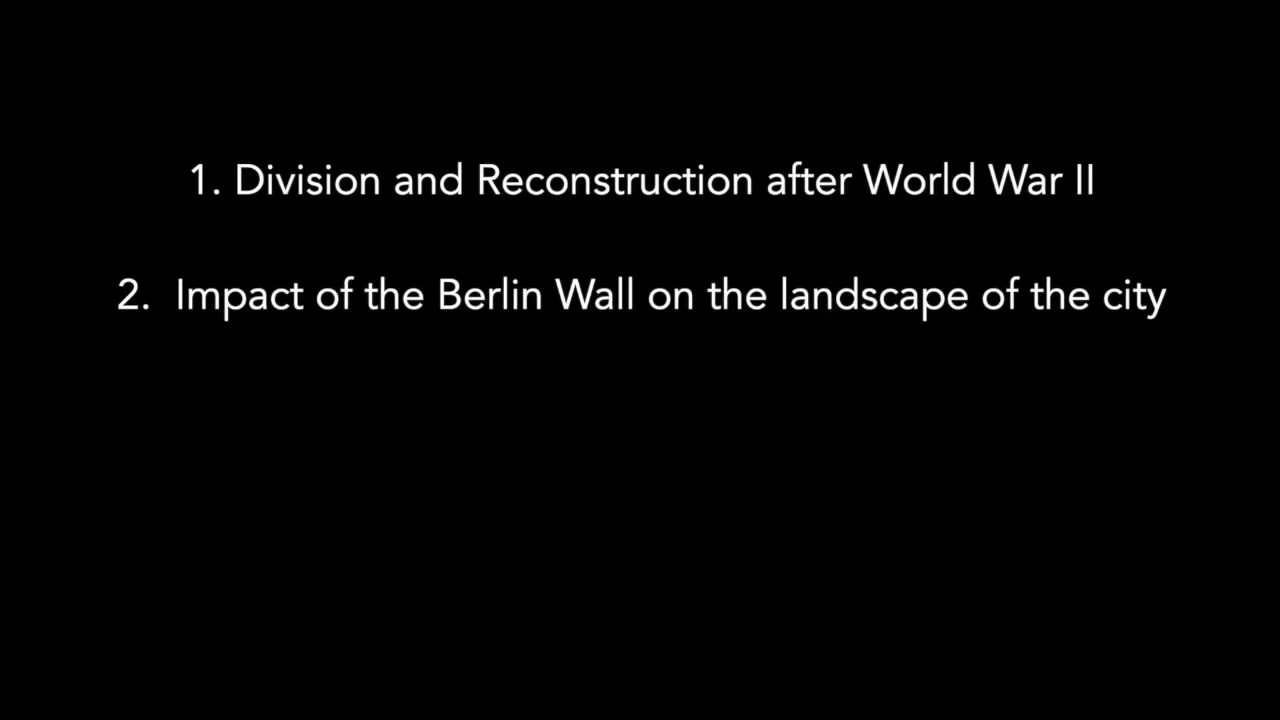 1. Division and Reconstruction after World War II
2. Impact of the Berlin Wall on the landscape of the city